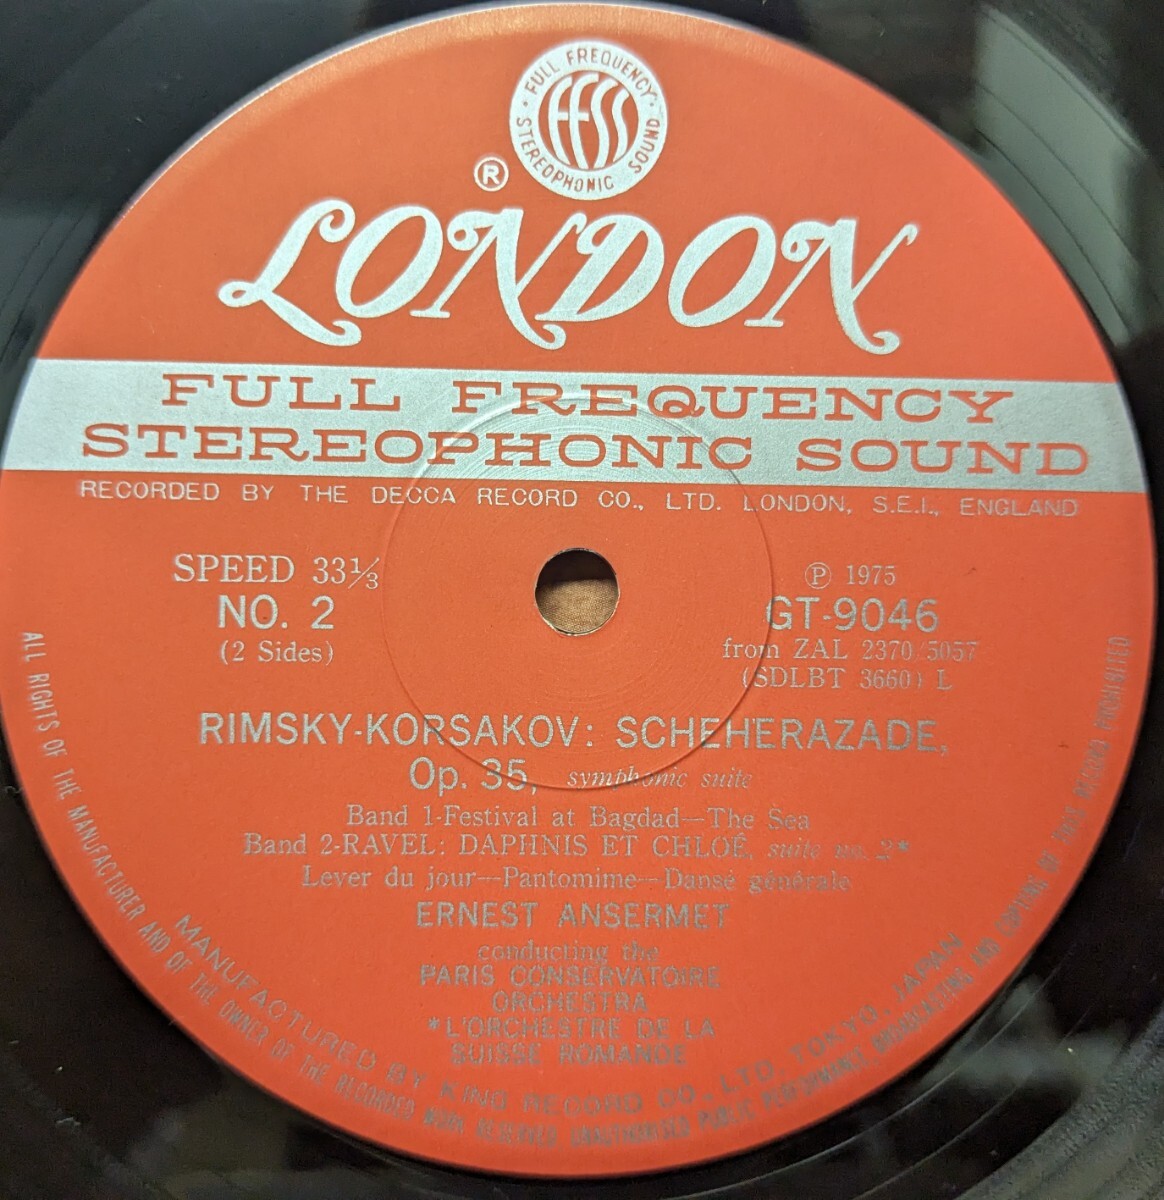 · FULL FREQUENCY ·
STEREOPHONIC SOUND
FFSS
®
LONDON
FULL FREQUENCY
STEREOPHONIC SOUND
RECORDED BY THE DECCA RECORD CO., LTD. LONDON, S.E.I., ENGLAND
SPEED 33⅓
NO. 2
(2 Sides)
Ⓟ 1975
GT-9046
from ZAL 2370/5057
(SDLBT 3660) L
RIMSKY-KORSAKOV: SCHEHERAZADE,
Op. 35, symphonic suite
Band 1-Festival at Bagdad—The Sea
Band 2-RAVEL: DAPHNIS ET CHLOÉ, suite no. 2*
Lever du jour—Pantomime—Dansé générale
ERNEST ANSERMET
conducting the
PARIS CONSERVATOIRE
ORCHESTRA
*L'ORCHESTRE DE LA
SUISSE ROMANDE
MANUFACTURED BY KING RECORD CO., LTD. TOKYO, JAPAN
ALL RIGHTS OF THE MANUFACTURER AND OF THE OWNER OF THE RECORDED WORK RESERVED UNAUTHORISED PUBLIC PERFORMANCE, BROADCASTING AND COPYING OF THIS RECORD PROHIBITED